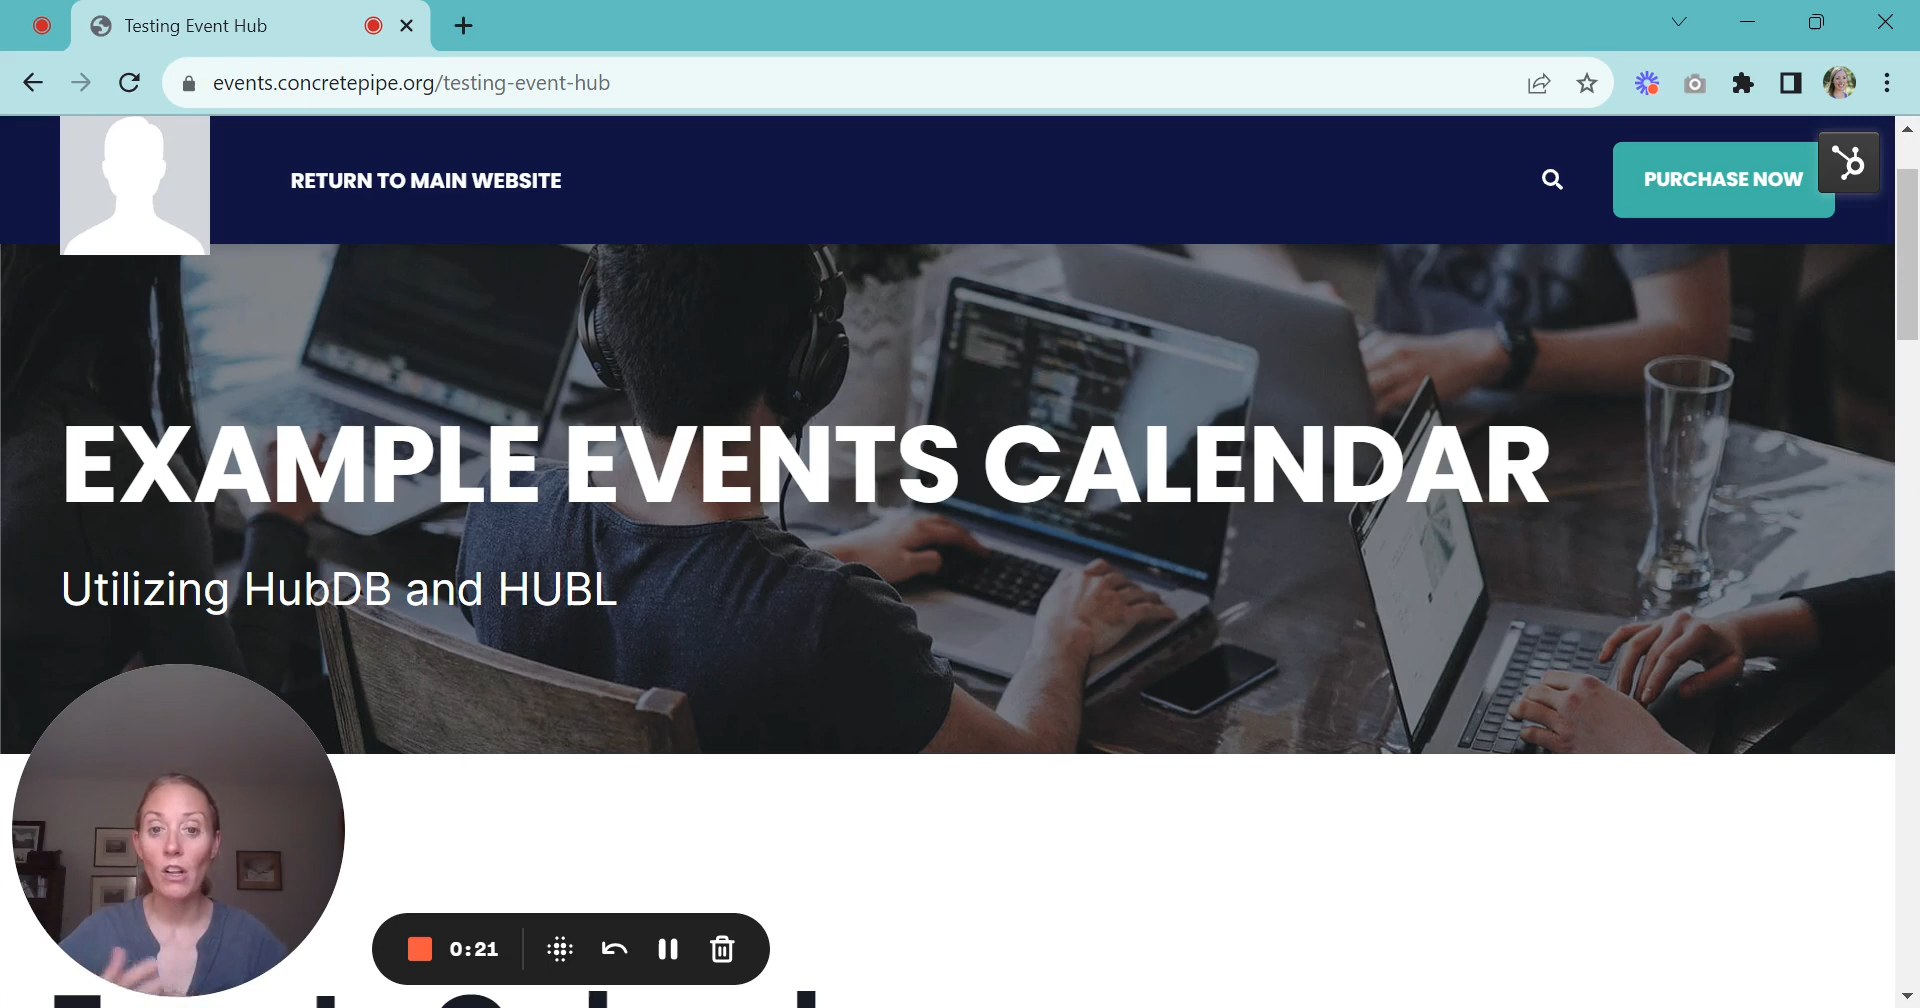 Testing Event Hub
events.concretepipe.org/testing-event-hub
RETURN TO MAIN WEBSITE
PURCHASE NOW
EXAMPLE EVENTS CALENDAR
Utilizing HubDB and HUBL
0:21